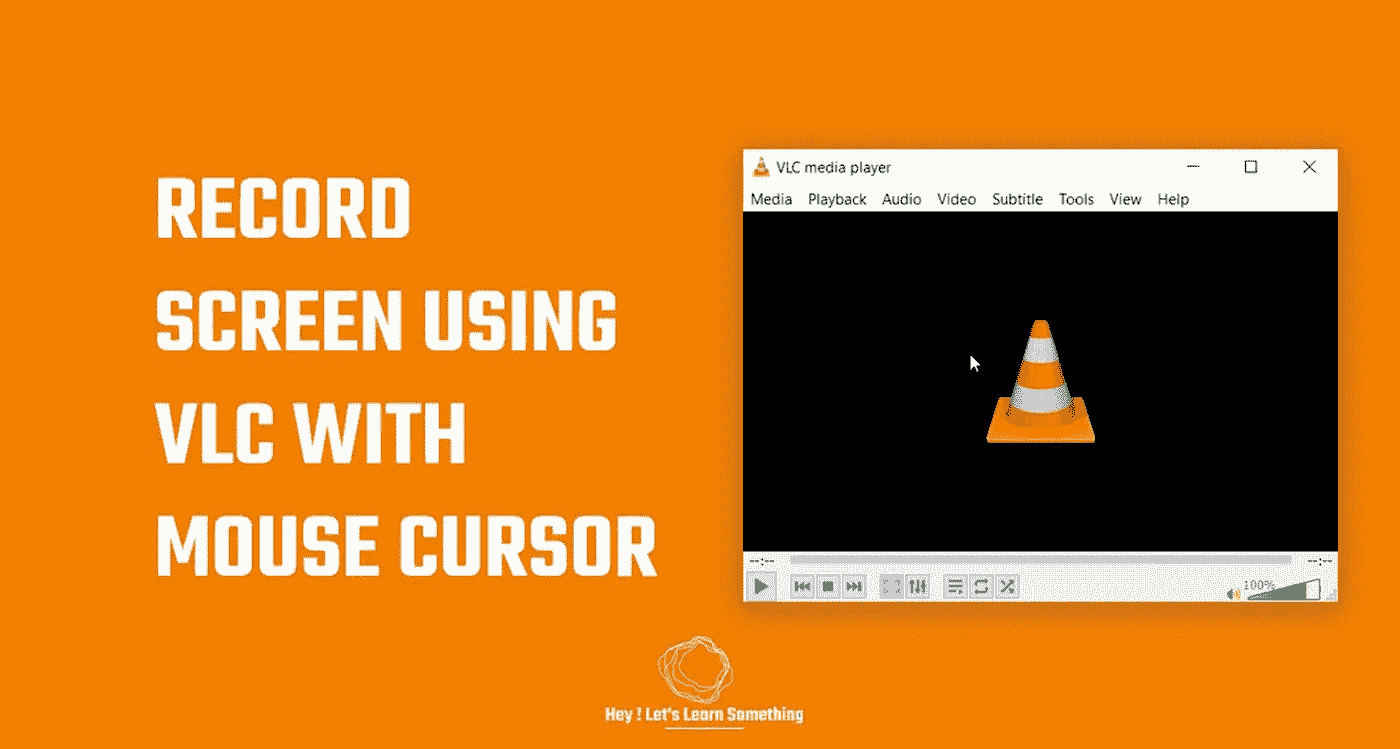 RECORD
SCREEN USING
VLC WITH
MOUSE CURSOR
VLC media player
Media Playback Audio Video Subtitle Tools View Help
--:-- --:--
100%
Hey ! Let's Learn Something